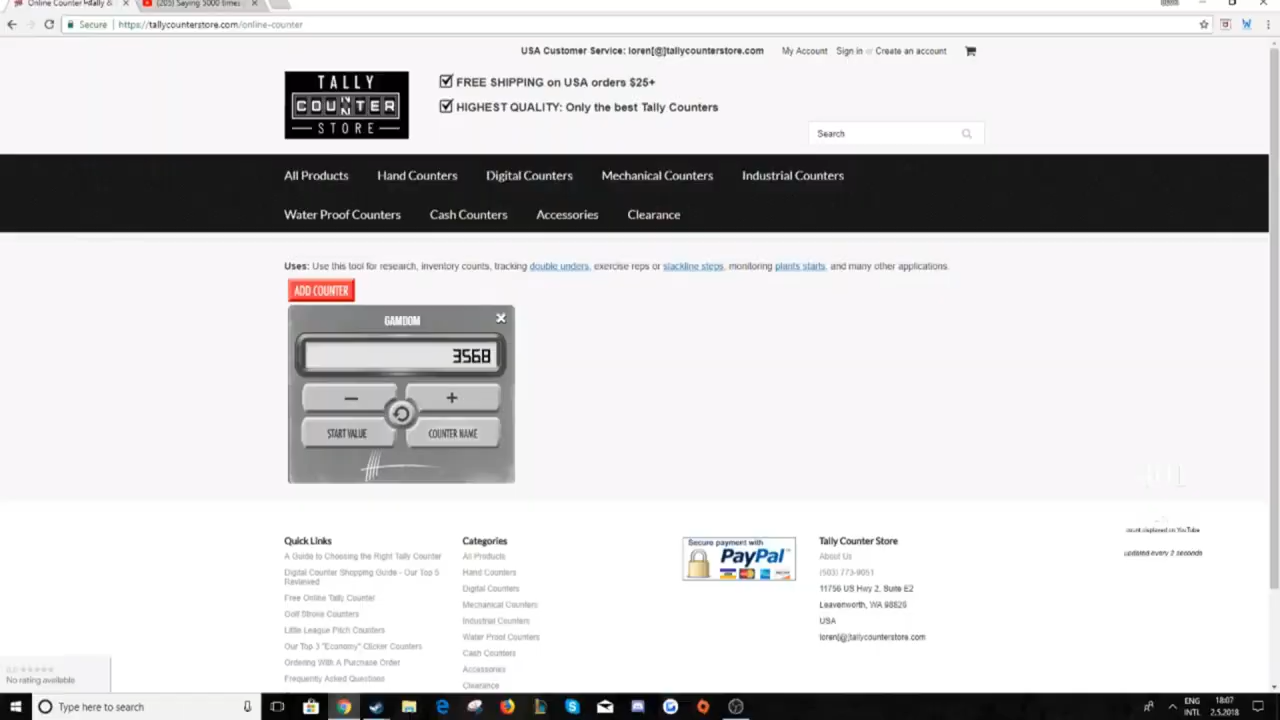 Online Counter - Tally &
(205) Saying 5000 times
Secure
https://tallycounterstore.com/online-counter
USA Customer Service: loren[@]tallycounterstore.com
My Account
Sign in or Create an account
TALLY
COUNTER
STORE
FREE SHIPPING on USA orders $25+
HIGHEST QUALITY: Only the best Tally Counters
Search
All Products
Hand Counters
Digital Counters
Mechanical Counters
Industrial Counters
Water Proof Counters
Cash Counters
Accessories
Clearance
Uses: Use this tool for research, inventory counts, tracking double unders, exercise reps or slackline steps, monitoring plants starts, and many other applications.
ADD COUNTER
GAMDOM
3568
START VALUE
COUNTER NAME
Quick Links
A Guide to Choosing the Right Tally Counter
Digital Counter Shopping Guide - Our Top 5
Reviewed
Free Online Tally Counter
Golf Stroke Counters
Little League Pitch Counters
Our Top 3 "Economy" Clicker Counters
Ordering With A Purchase Order
Frequently Asked Questions
Categories
All Products
Hand Counters
Digital Counters
Mechanical Counters
Industrial Counters
Water Proof Counters
Cash Counters
Accessories
Clearance
Secure payment with
PayPal
Tally Counter Store
About Us
(503) 773-9051
11756 US Hwy 2, Suite E2
Leavenworth, WA 98826
USA
loren[@]tallycounterstore.com
count displayed on YouTube
updated every 2 seconds
No rating available
Type here to search
ENG
INTL
18:07
2.5.2018